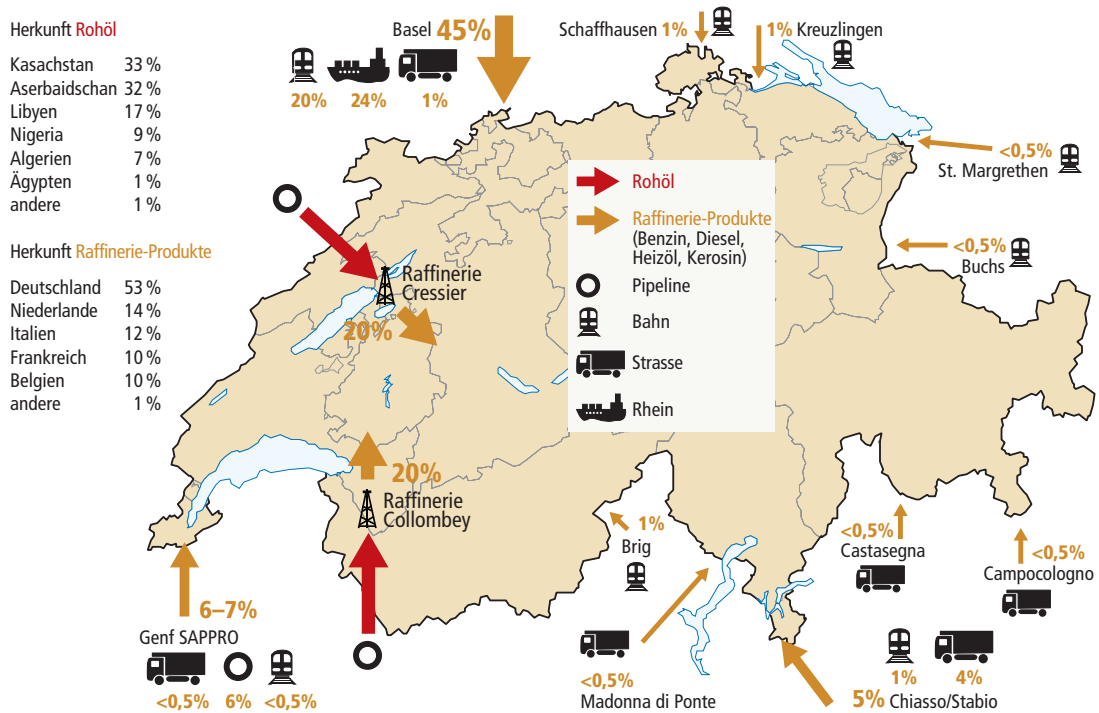 Herkunft Rohöl
Kasachstan 33 %
Aserbaidschan 32 %
Libyen 17 %
Nigeria 9 %
Algerien 7 %
Ägypten 1 %
andere 1 %
Herkunft Raffinerie-Produkte
Deutschland 53 %
Niederlande 14 %
Italien 12 %
Frankreich 10 %
Belgien 10 %
andere 1 %
Basel 45%
20% 24% 1%
Schaffhausen 1%
1% Kreuzlingen
<0,5%
St. Margrethen
<0,5%
Buchs
Rohöl
Raffinerie-Produkte
(Benzin, Diesel,
Heizöl, Kerosin)
Pipeline
Bahn
Strasse
Rhein
Raffinerie
Cressier
20%
20%
Raffinerie
Collombey
6–7%
Genf SAPPRO
<0,5% 6% <0,5%
1%
Brig
<0,5%
Madonna di Ponte
<0,5%
Castasegna
<0,5%
Campocologno
1% 4%
5% Chiasso/Stabio